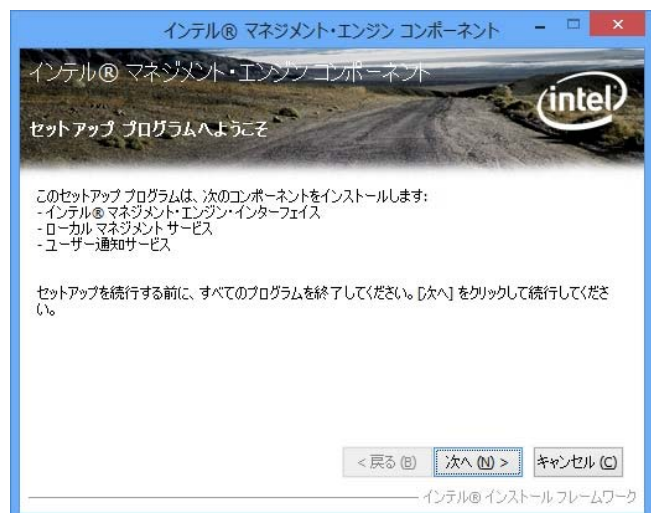 インテル® マネジメント・エンジン コンポーネント
インテル® マネジメント・エンジン コンポーネント
intel
セットアップ プログラムへようこそ
このセットアップ プログラムは、次のコンポーネントをインストールします:
- インテル® マネジメント・エンジン・インターフェイス
- ローカル マネジメント サービス
- ユーザー通知サービス
セットアップを続行する前に、すべてのプログラムを終了してください。[次へ] をクリックして続行してくださ
い。
< 戻る (B)
次へ (N) >
キャンセル (C)
インテル® インストール フレームワーク